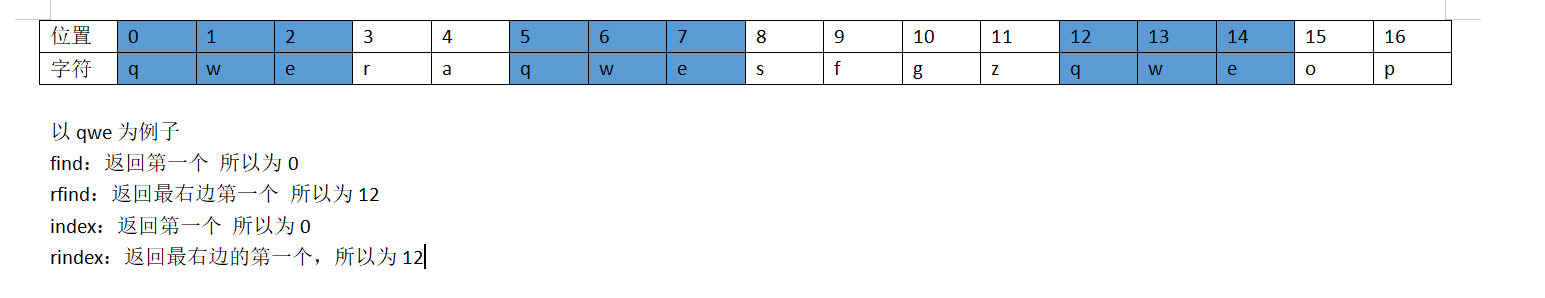 位置 0 1 2 3 4 5 6 7 8 9 10 11 12 13 14 15 16
字符 q w e r a q w e s f g z q w e o p
以 qwe 为例子
find：返回第一个 所以为 0
rfind：返回最右边第一个 所以为 12
index：返回第一个 所以为 0
rindex：返回最右边的第一个，所以为 12